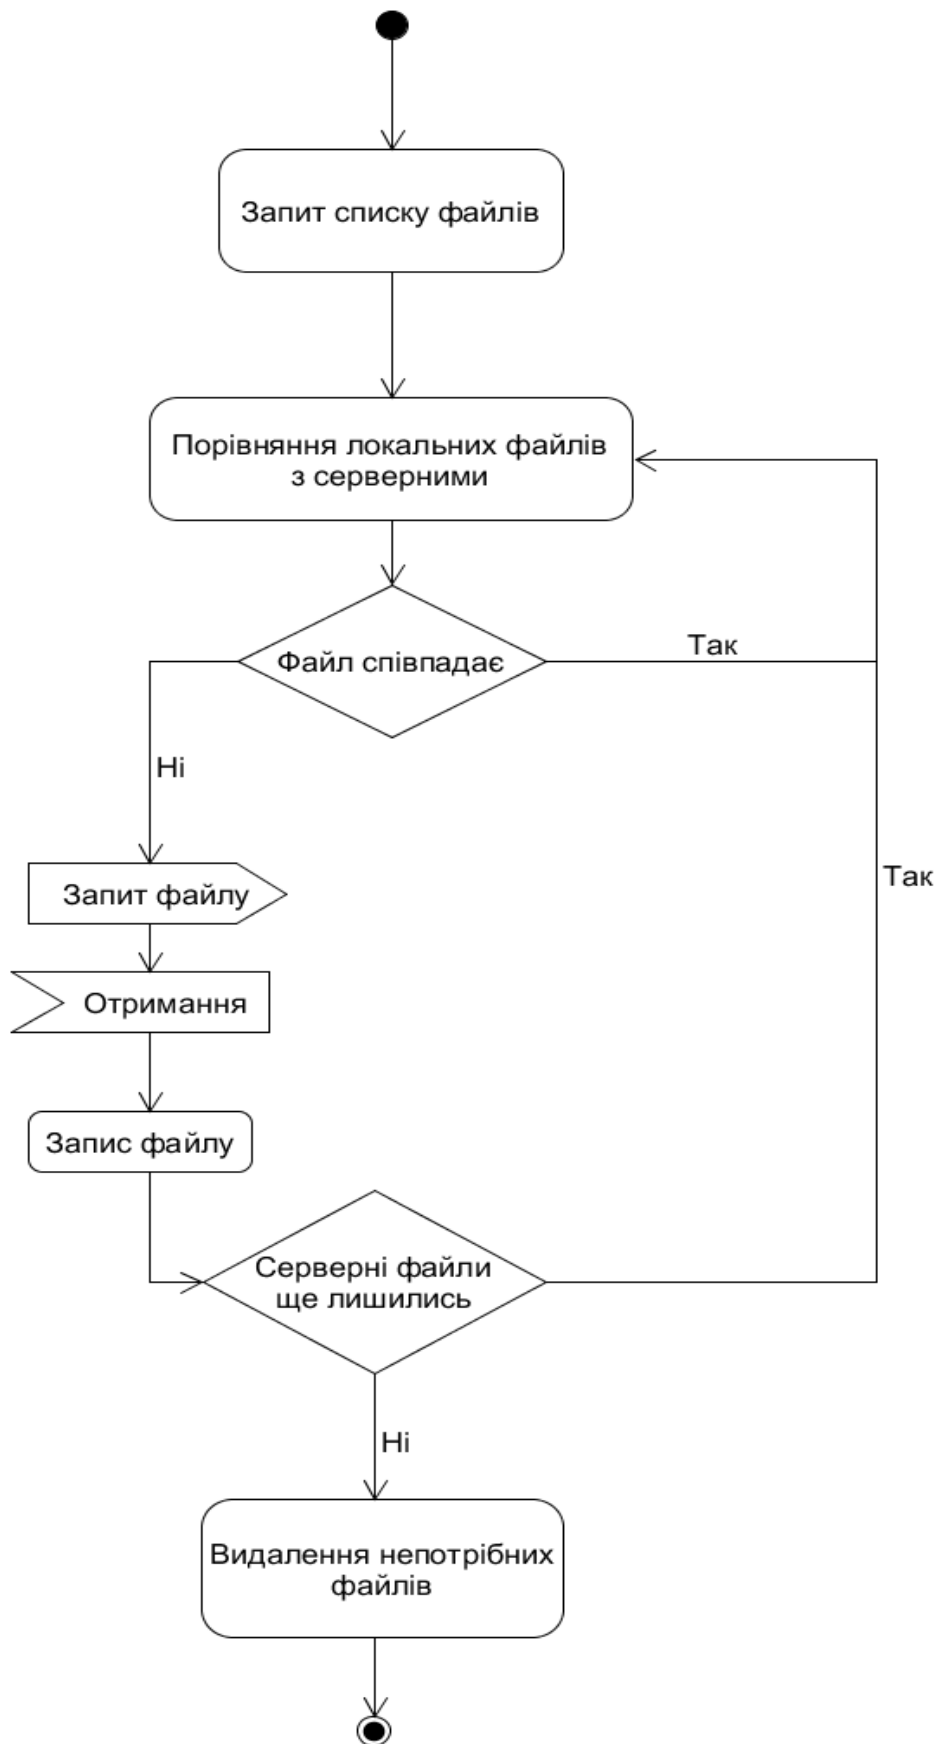 Запит списку файлів
Порівняння локальних файлів
з серверними
Файл співпадає
Так
Ні
Запит файлу
Так
Отримання
Запис файлу
Серверні файли
ще лишились
Ні
Видалення непотрібних
файлів